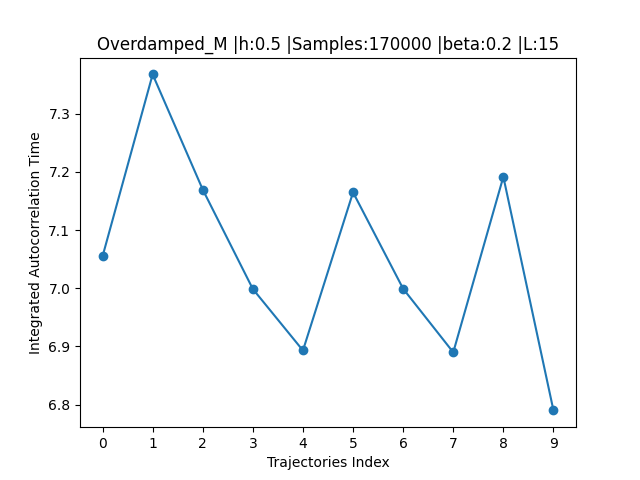 Overdamped_M |h:0.5 |Samples:170000 |beta:0.2 |L:15
Integrated Autocorrelation Time
7.3
7.2
7.1
7.0
6.9
6.8
0 1 2 3 4 5 6 7 8 9
Trajectories Index